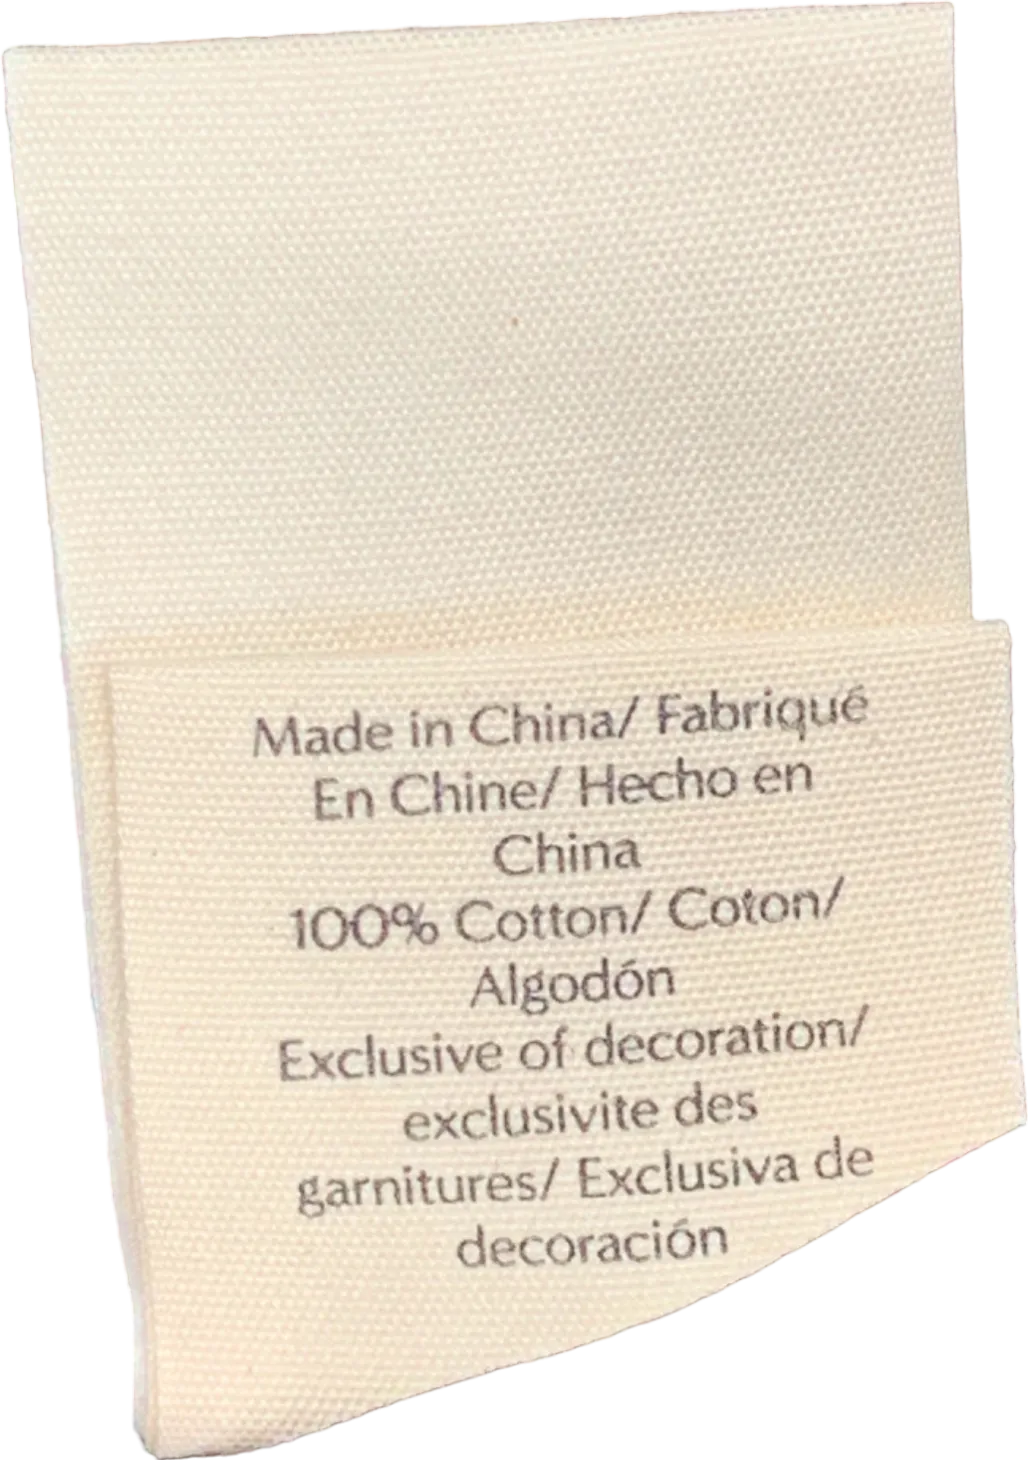 Made in China/ Fabriqué
En Chine/ Hecho en
China
100% Cotton/ Coton/
Algodón
Exclusive of decoration/
exclusivite des
garnitures/ Exclusiva de
decoración